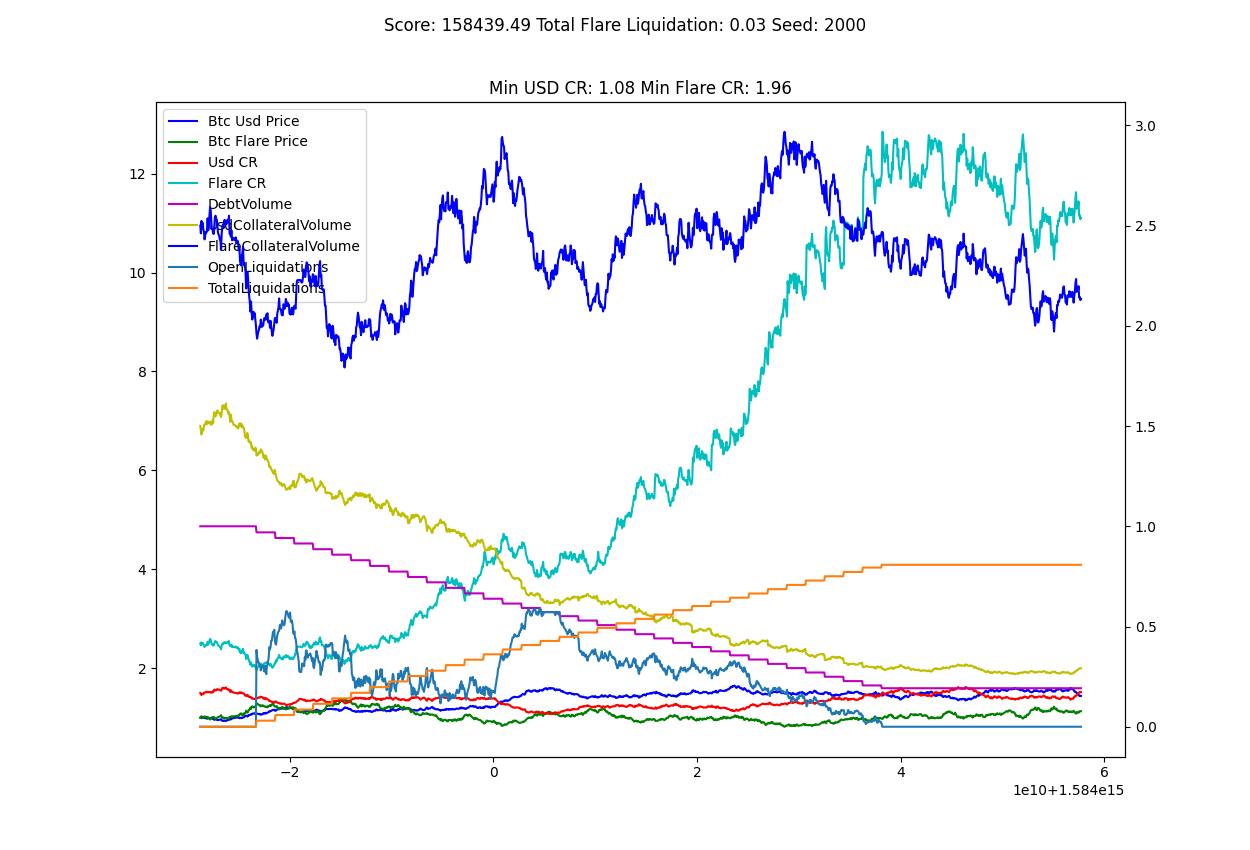 Score: 158439.49 Total Flare Liquidation: 0.03 Seed: 2000
Min USD CR: 1.08 Min Flare CR: 1.96
Btc Usd Price
Btc Flare Price
Usd CR
Flare CR
DebtVolume
UsdCollateralVolume
FlareCollateralVolume
OpenLiquidations
TotalLiquidations
12
10
8
6
4
2
3.0
2.5
2.0
1.5
1.0
0.5
0.0
−2
0
2
4
6
1e10+1.584e15